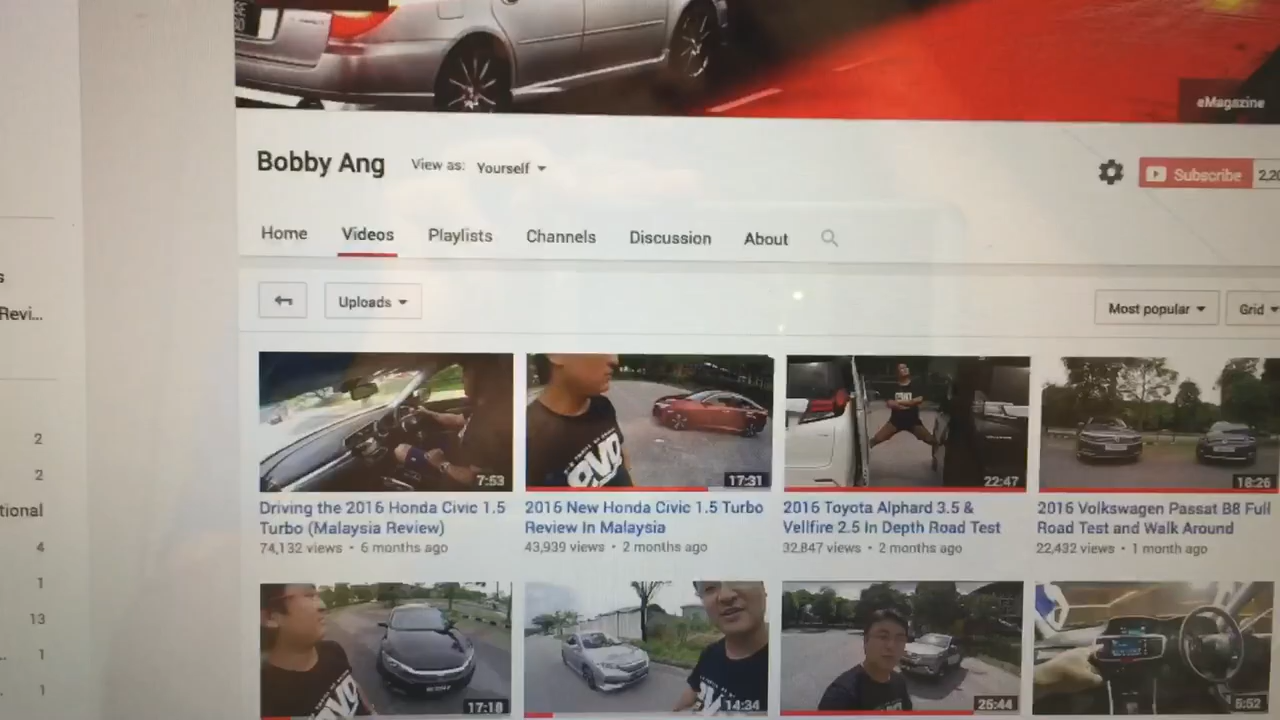 eMagazine
Bobby Ang View as: Yourself
Subscribe 2,20
Home Videos Playlists Channels Discussion About
Revi...
Uploads Most popular Grid
7:53 17:31 22:47 18:26
Driving the 2016 Honda Civic 1.5 Turbo (Malaysia Review)
74,132 views • 6 months ago
2016 New Honda Civic 1.5 Turbo Review In Malaysia
43,939 views • 2 months ago
2016 Toyota Alphard 3.5 & Vellfire 2.5 In Depth Road Test
32,847 views • 2 months ago
2016 Volkswagen Passat B8 Full Road Test and Walk Around
22,432 views • 1 month ago
2
2
tional
4
1
13
1
1
17:18 14:34 25:44 5:52